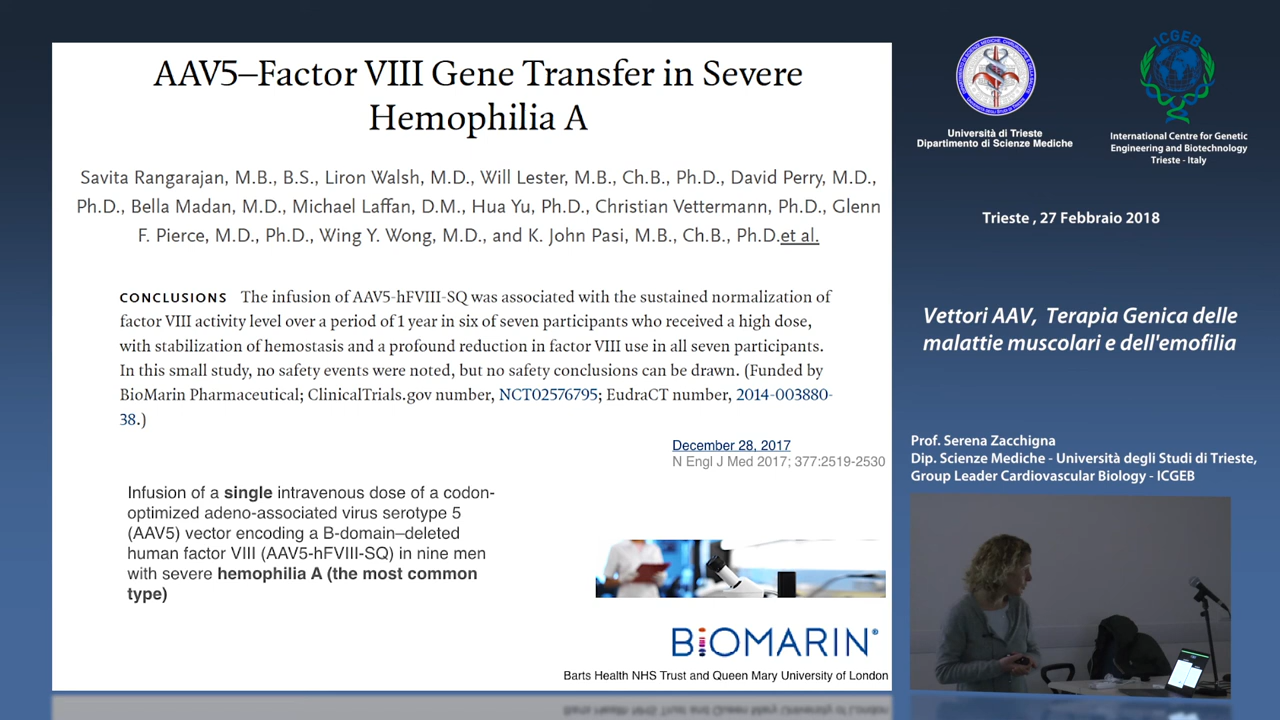 AAV5–Factor VIII Gene Transfer in Severe
Hemophilia A
Savita Rangarajan, M.B., B.S., Liron Walsh, M.D., Will Lester, M.B., Ch.B., Ph.D., David Perry, M.D.,
Ph.D., Bella Madan, M.D., Michael Laffan, D.M., Hua Yu, Ph.D., Christian Vettermann, Ph.D., Glenn
F. Pierce, M.D., Ph.D., Wing Y. Wong, M.D., and K. John Pasi, M.B., Ch.B., Ph.D.et al.
CONCLUSIONS The infusion of AAV5-hFVIII-SQ was associated with the sustained normalization of
factor VIII activity level over a period of 1 year in six of seven participants who received a high dose,
with stabilization of hemostasis and a profound reduction in factor VIII use in all seven participants.
In this small study, no safety events were noted, but no safety conclusions can be drawn. (Funded by
BioMarin Pharmaceutical; ClinicalTrials.gov number, NCT02576795; EudraCT number, 2014-003880-
38.)
December 28, 2017
N Engl J Med 2017; 377:2519-2530
Infusion of a single intravenous dose of a codon-
optimized adeno-associated virus serotype 5
(AAV5) vector encoding a B-domain–deleted
human factor VIII (AAV5-hFVIII-SQ) in nine men
with severe hemophilia A (the most common
type)
BIOMARIN®
Barts Health NHS Trust and Queen Mary University of London
ICGEB
Università di Trieste
Dipartimento di Scienze Mediche
International Centre for Genetic
Engineering and Biotechnology
Trieste - Italy
Trieste , 27 Febbraio 2018
Vettori AAV, Terapia Genica delle
malattie muscolari e dell'emofilia
Prof. Serena Zacchigna
Dip. Scienze Mediche - Università degli Studi di Trieste,
Group Leader Cardiovascular Biology - ICGEB